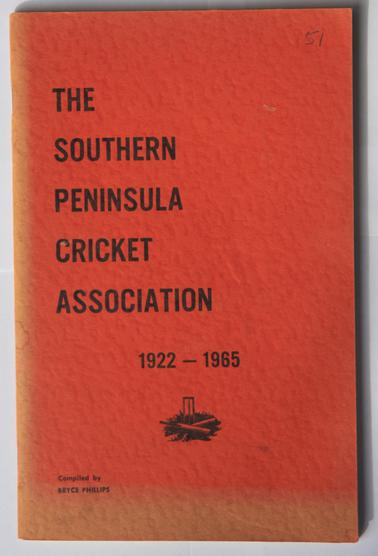 51
THE
SOUTHERN
PENINSULA
CRICKET
ASSOCIATION
1922 — 1965
Compiled by
BRYCE PHILLIPS